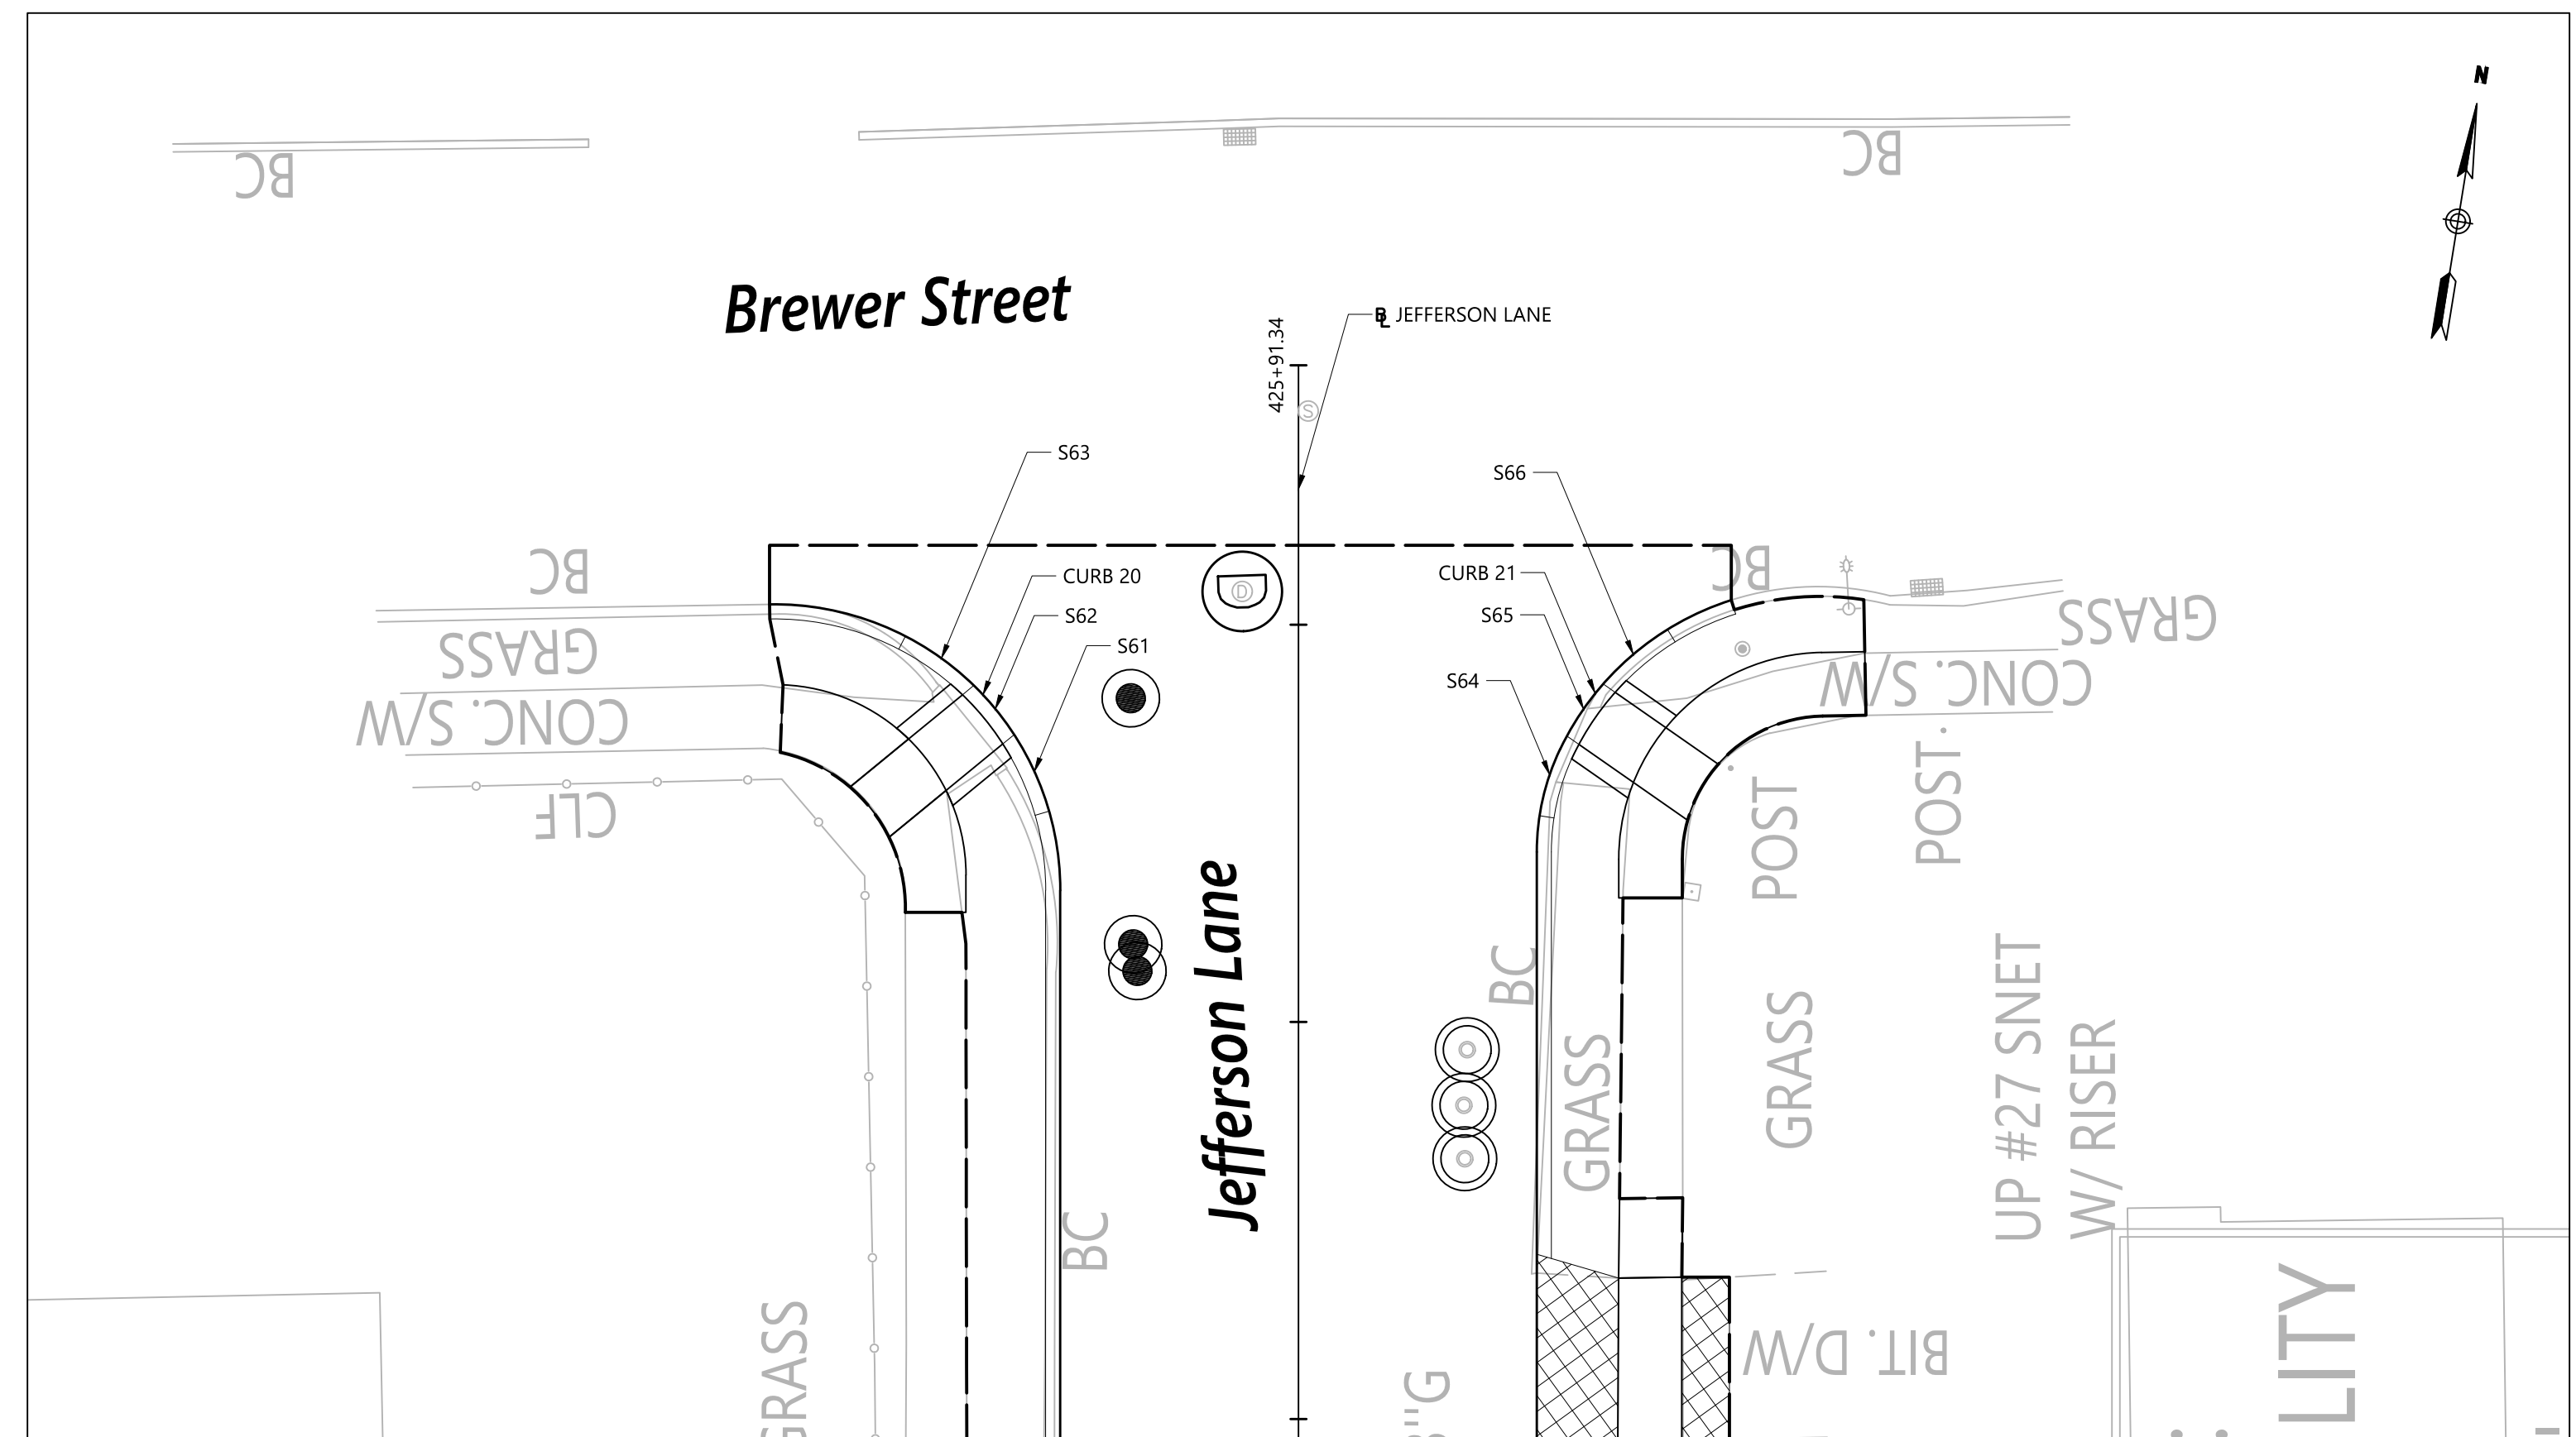 N
BC
BC
Brewer Street
425+91.34
BL JEFFERSON LANE
S
S63
S66
BC
CURB 20
D
CURB 21
BC
S62
S65
GRASS
S61
GRASS
S64
CONC. S/W
CONC. S/W
CLF
POST
POST
Jefferson Lane
BC
GRASS
GRASS
UP #27 SNET
W/ RISER
BC
GRASS
BIT. D/W
"G
LITY